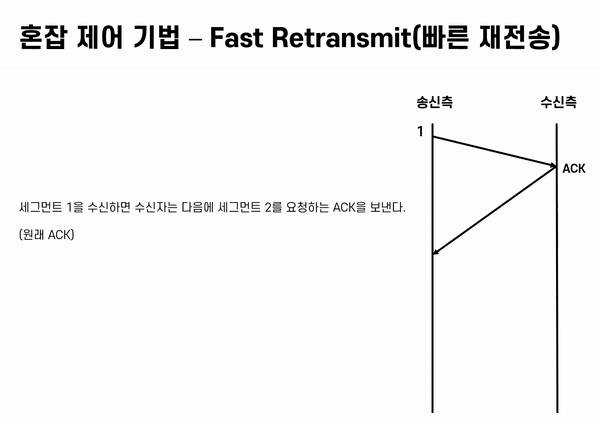 혼잡 제어 기법 – Fast Retransmit(빠른 재전송)
송신측
수신측
1
ACK
세그먼트 1을 수신하면 수신자는 다음에 세그먼트 2를 요청하는 ACK을 보낸다.
(원래 ACK)